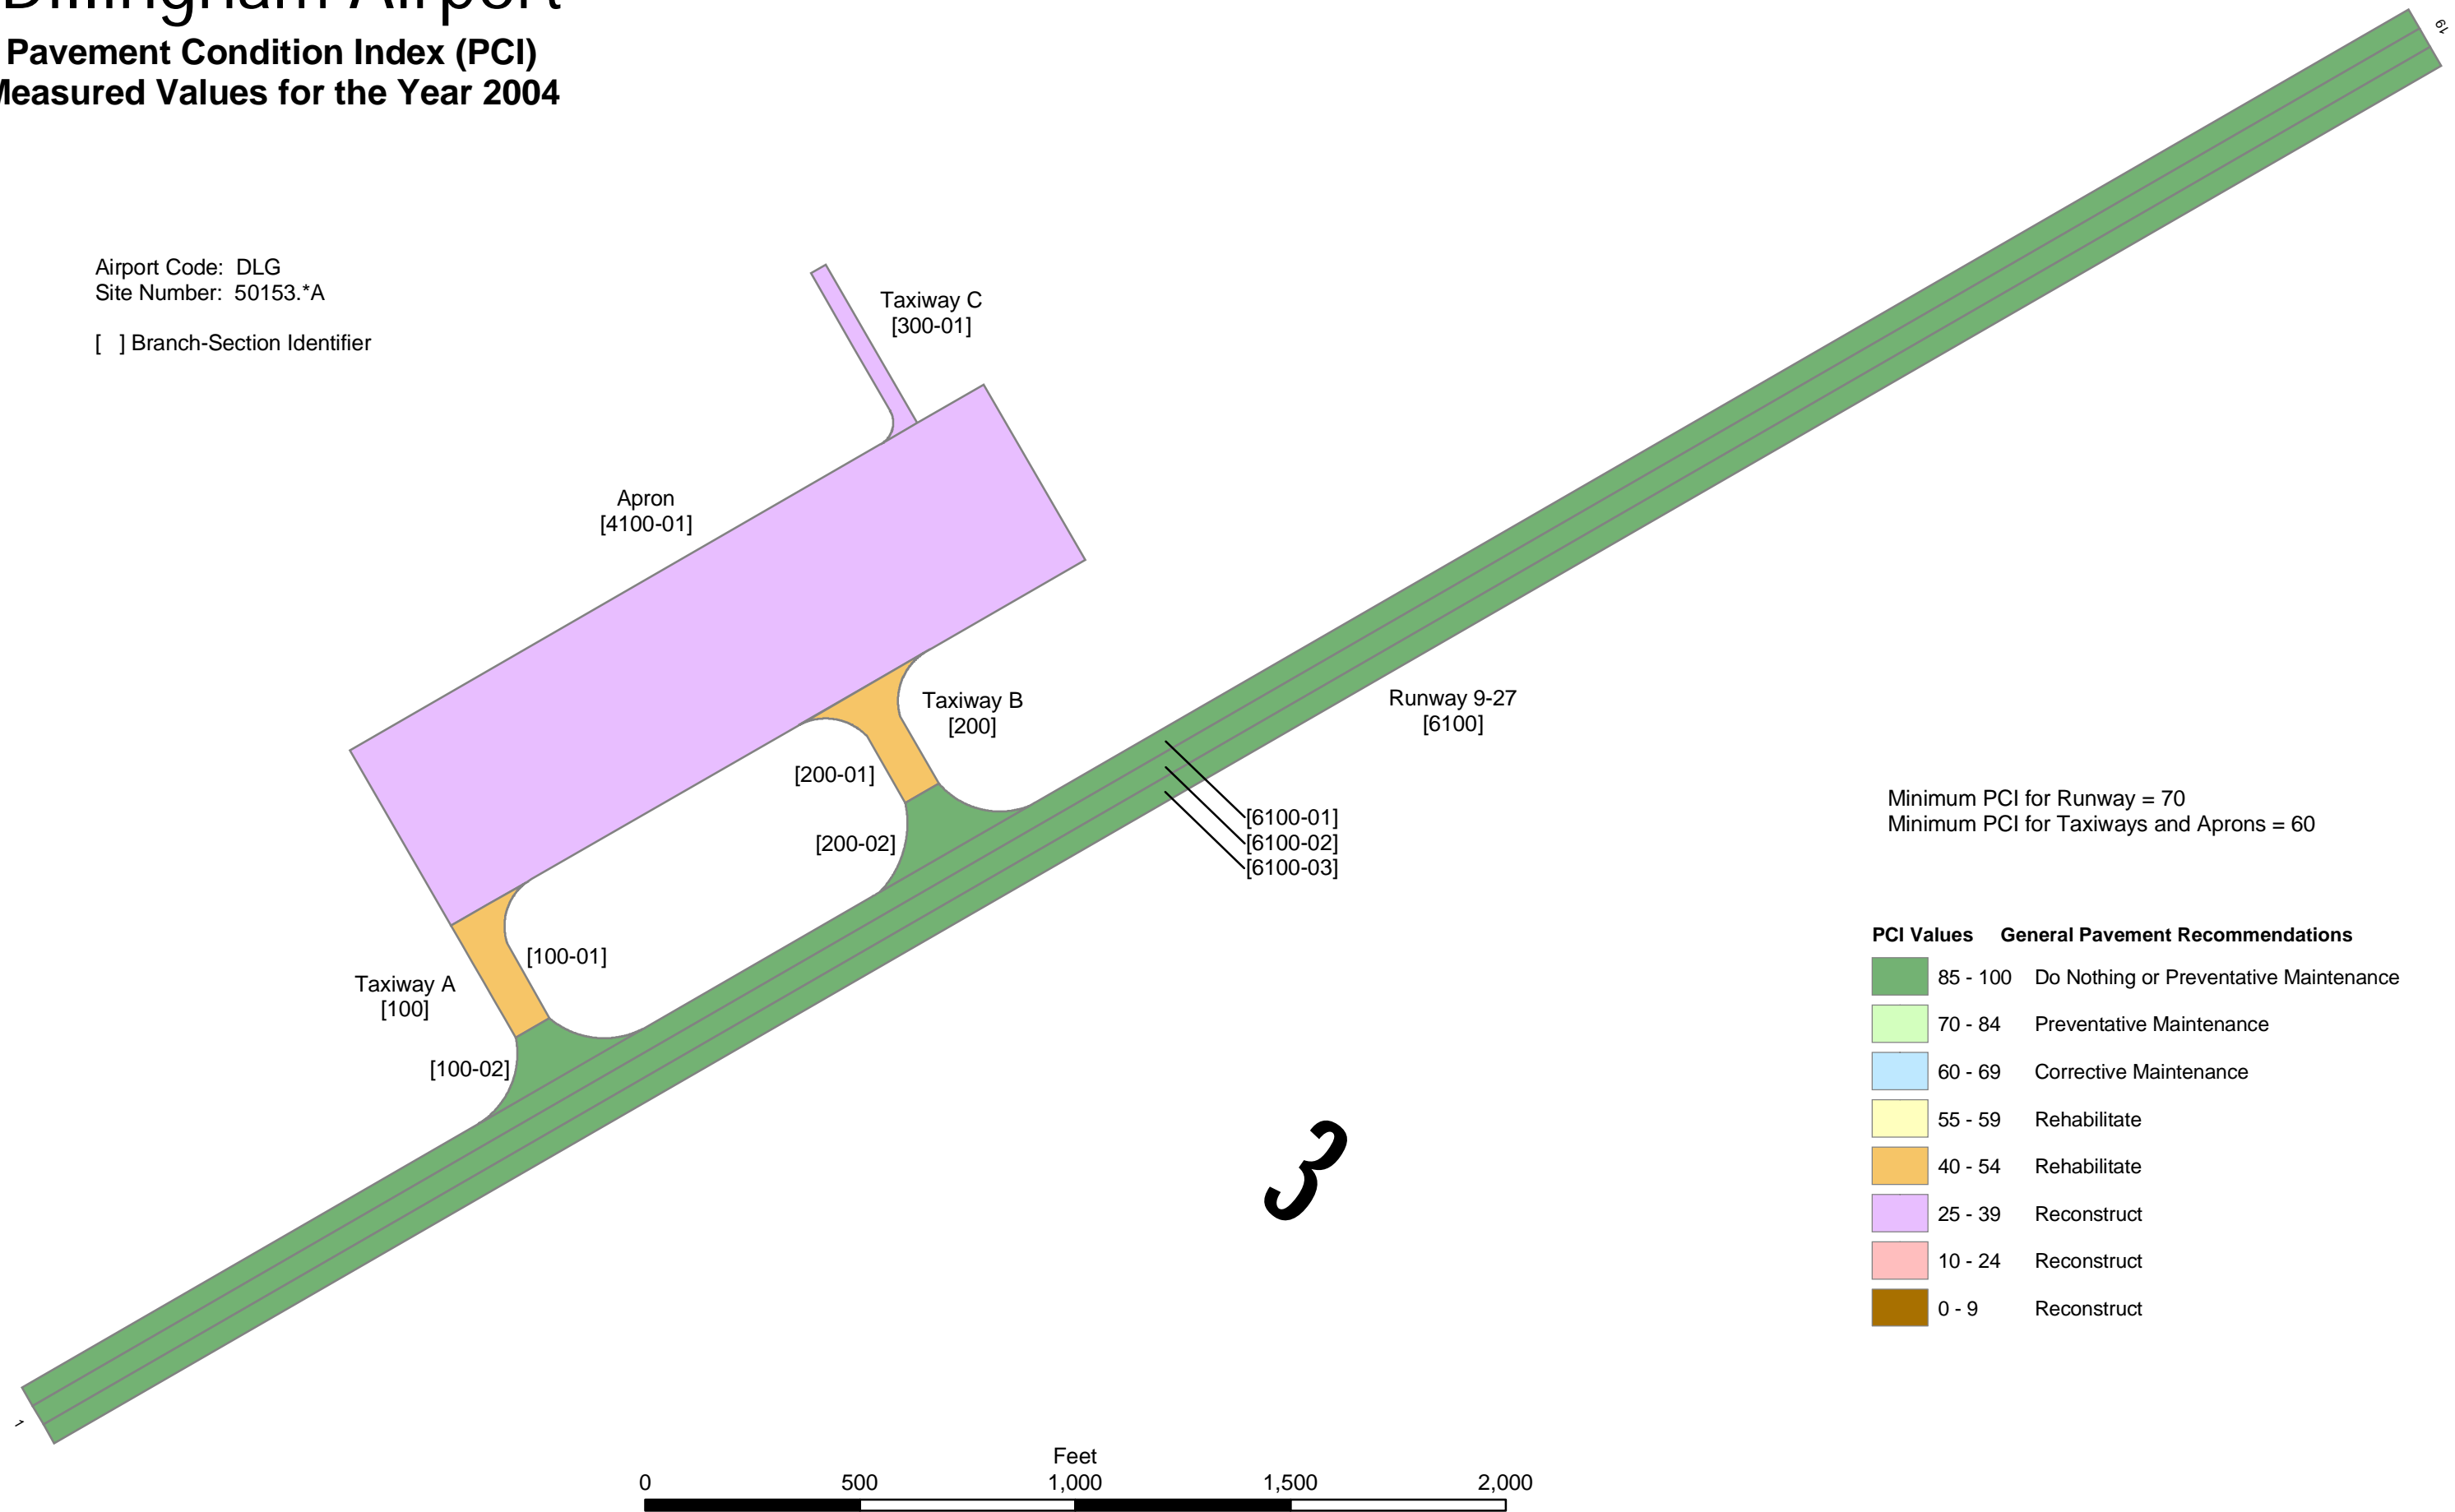 Dillingham Airport
Pavement Condition Index (PCI)
Measured Values for the Year 2004
19
Airport Code: DLG
Site Number: 50153.*A
[ ] Branch-Section Identifier
Taxiway C
[300-01]
Apron
[4100-01]
Taxiway B
[200]
Runway 9-27
[6100]
[200-01]
[200-02]
[6100-01]
[6100-02]
[6100-03]
Minimum PCI for Runway = 70
Minimum PCI for Taxiways and Aprons = 60
[100-01]
Taxiway A
[100]
[100-02]
PCI Values General Pavement Recommendations
85 - 100 Do Nothing or Preventative Maintenance
70 - 84 Preventative Maintenance
60 - 69 Corrective Maintenance
55 - 59 Rehabilitate
40 - 54 Rehabilitate
25 - 39 Reconstruct
10 - 24 Reconstruct
0 - 9 Reconstruct
3
1
Feet
0 500 1,000 1,500 2,000